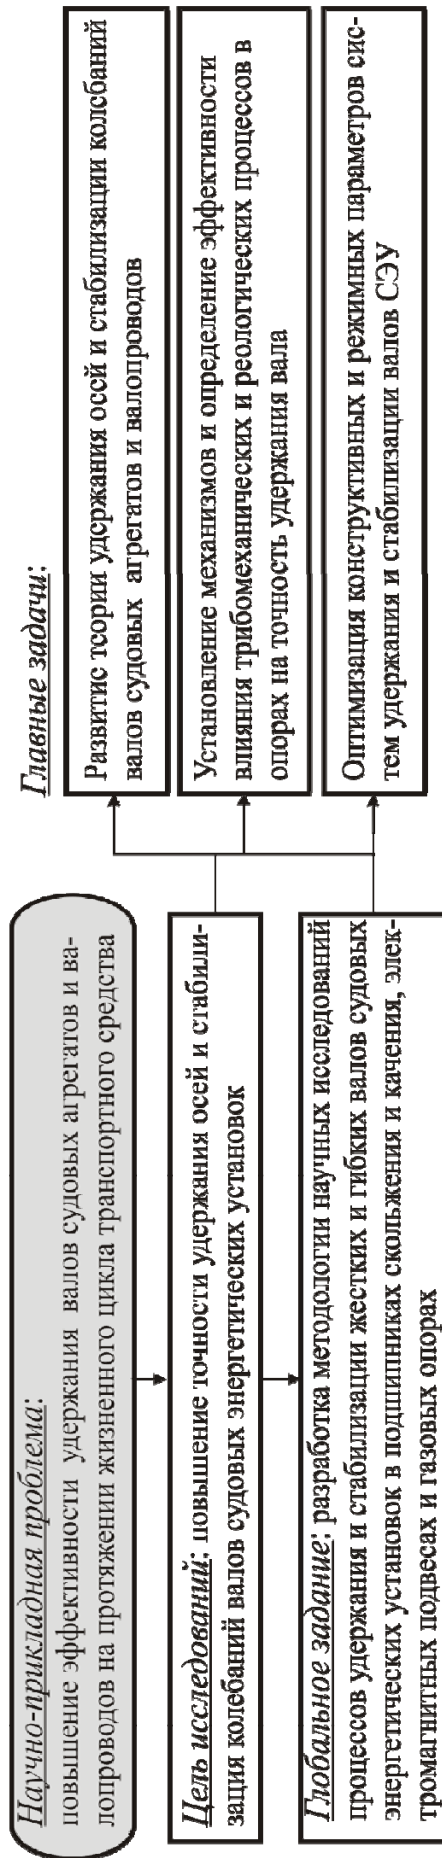 Научно-прикладная проблема:
повышение эффективности удержания валов судовых агрегатов и ва-
лопроводов на протяжении жизненного цикла транспортного средства
Цель исследований: повышение точности удержания осей и стабили-
зация колебаний валов судовых энергетических установок
Глобальное задание: разработка методологии научных исследований
процессов удержания и стабилизации жестких и гибких валов судовых
энергетических установок в подшипниках скольжения и качения, элек-
тромагнитных подвесах и газовых опорах
Главные задачи:
Развитие теории удержания осей и стабилизации колебаний
валов судовых агрегатов и валопроводов
Установление механизмов и определение эффективности
влияния трибомеханических и реологических процессов в
опорах на точность удержания вала
Оптимизация конструктивных и режимных параметров сис-
тем удержания и стабилизации валов СЭУ